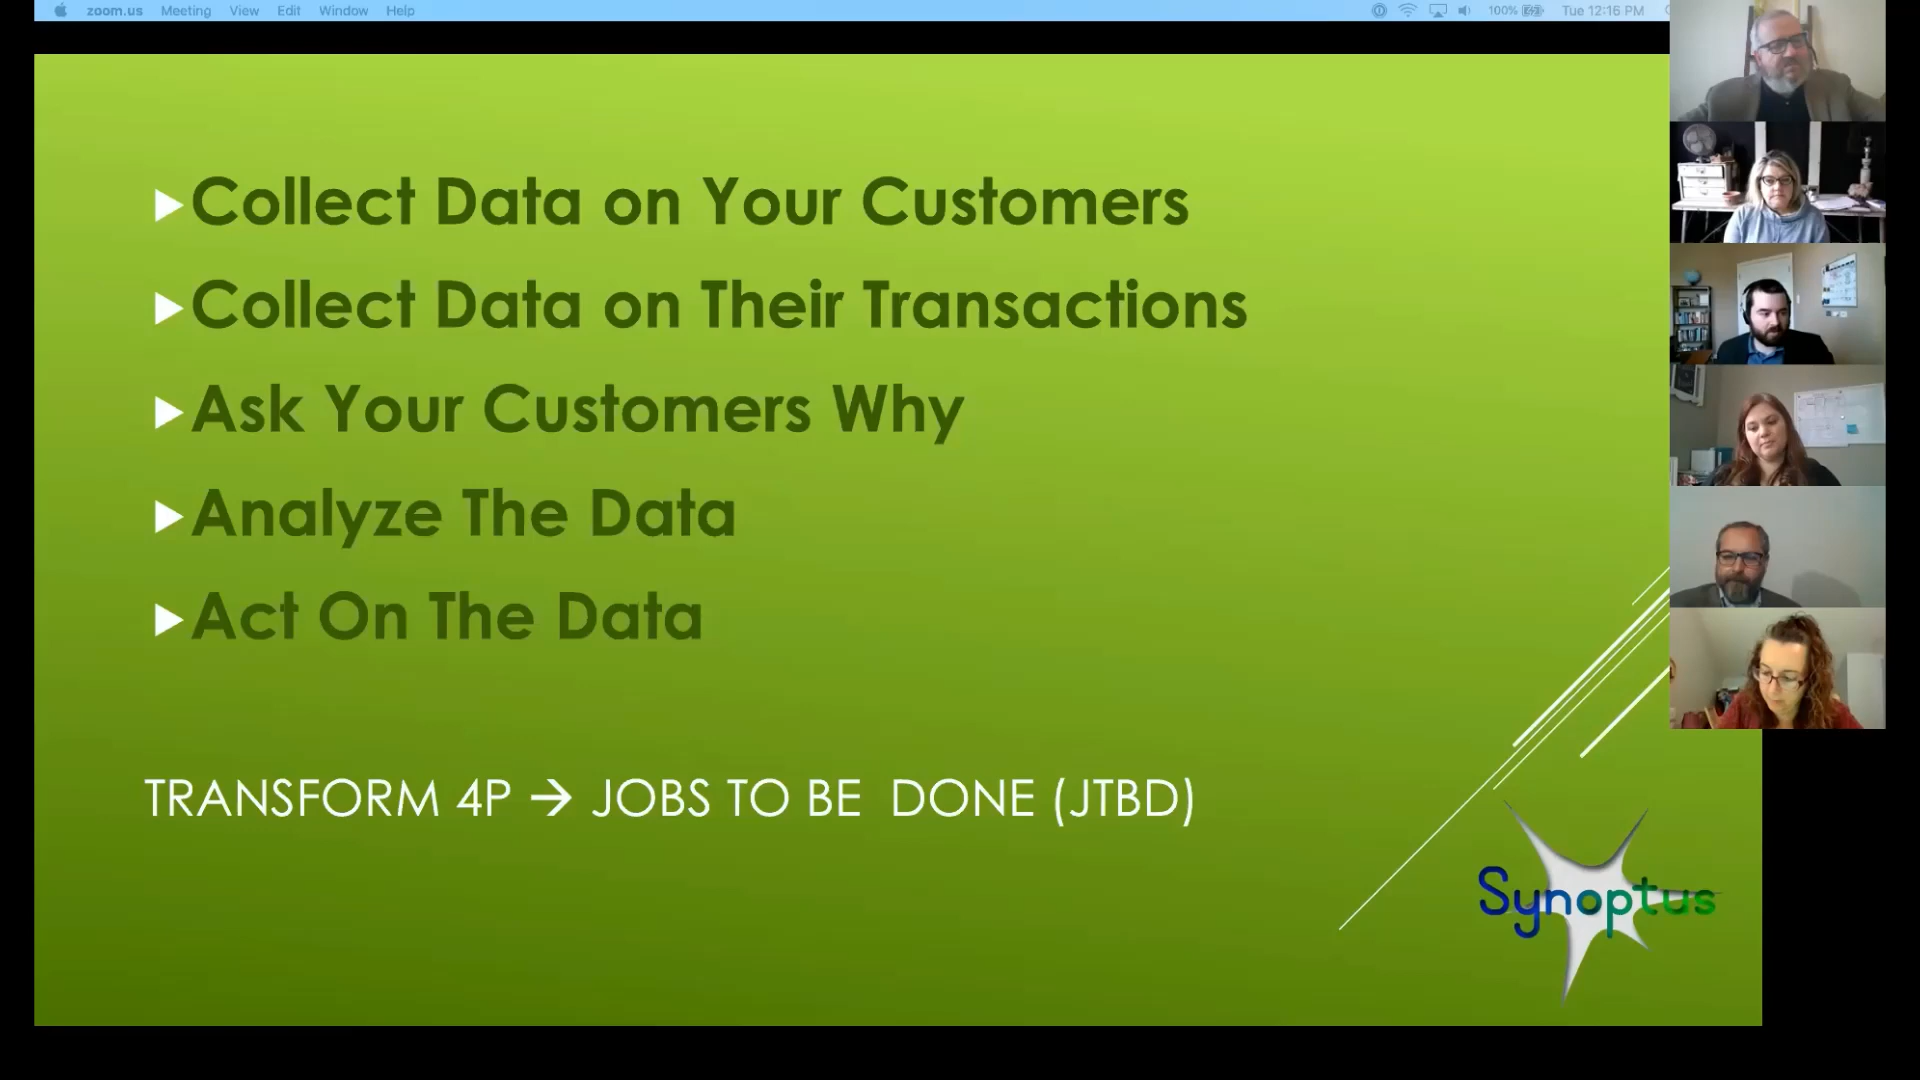 zoom.us Meeting View Edit Window Help 100% Tue 12:16 PM
Collect Data on Your Customers
Collect Data on Their Transactions
Ask Your Customers Why
Analyze The Data
Act On The Data
TRANSFORM 4P → JOBS TO BE DONE (JTBD)
Synoptus